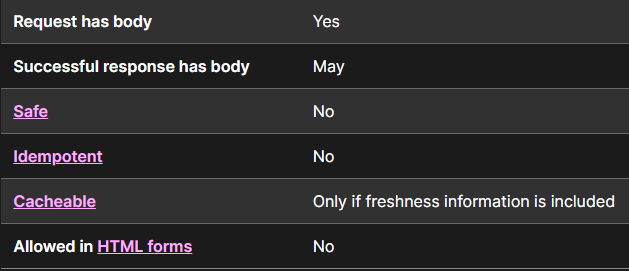 Request has body Yes
Successful response has body May
Safe No
Idempotent No
Cacheable Only if freshness information is included
Allowed in HTML forms No